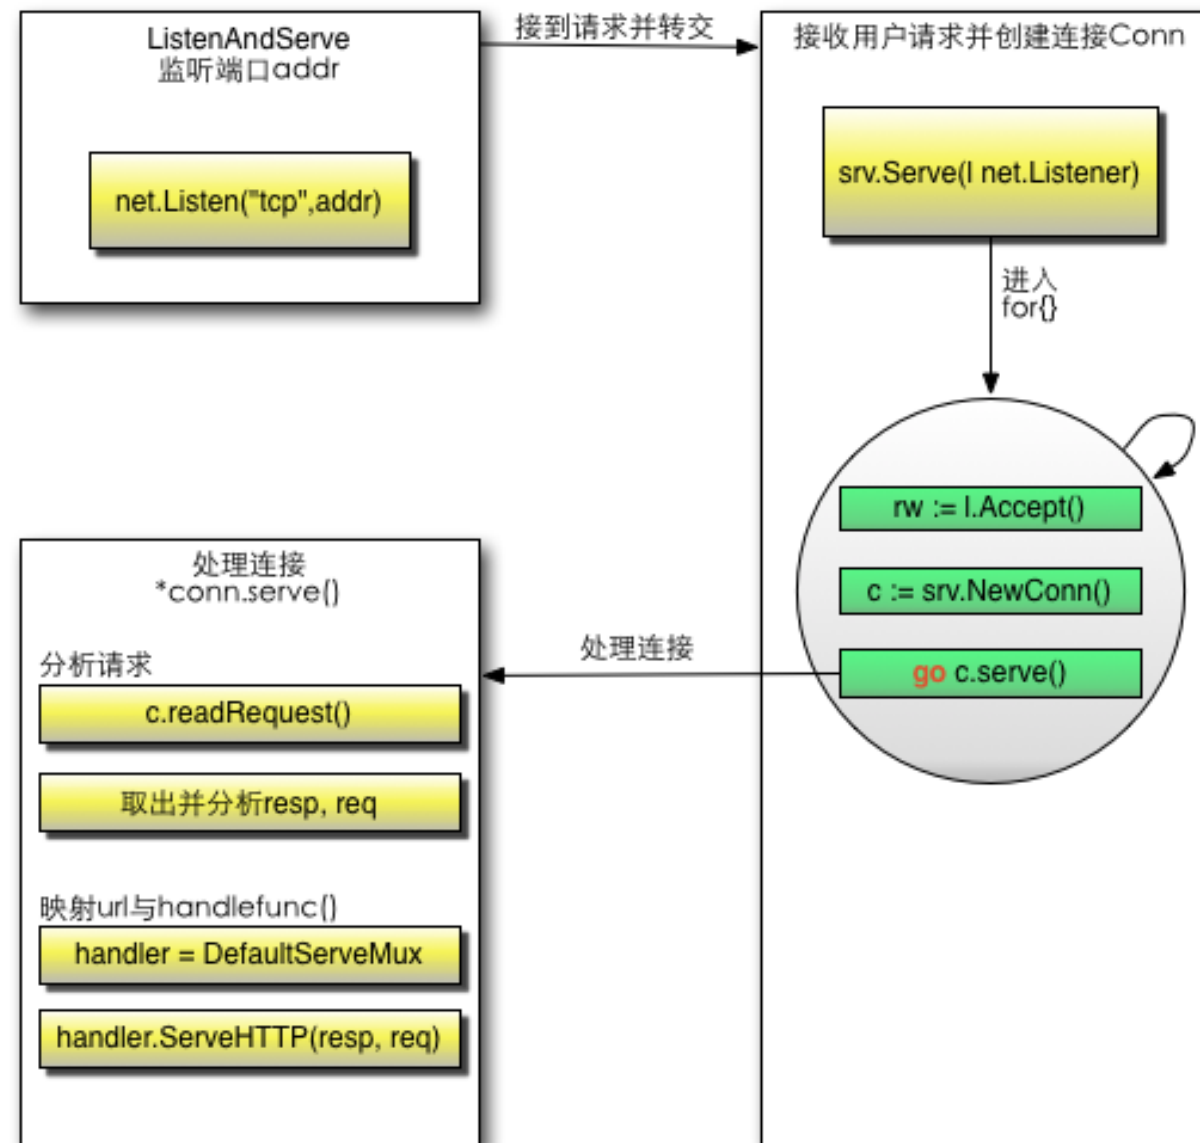 ListenAndServe
监听端口addr
net.Listen("tcp",addr)
接到请求并转交
接收用户请求并创建连接Conn
srv.Serve(l net.Listener)
进入
for{}
rw := l.Accept()
c := srv.NewConn()
go c.serve()
处理连接
处理连接
*conn.serve()
分析请求
c.readRequest()
取出并分析resp, req
映射url与handlefunc()
handler = DefaultServeMux
handler.ServeHTTP(resp, req)